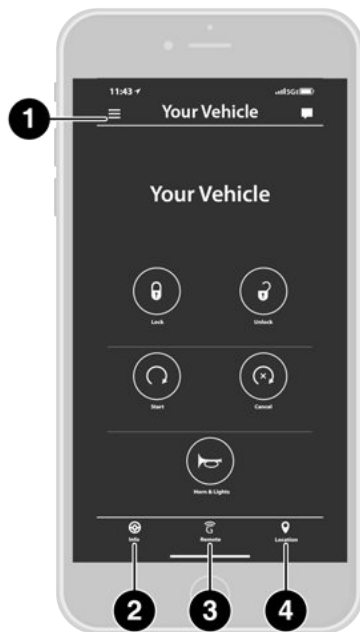 11:43
5GE
1
Your Vehicle
Your Vehicle
Lock
Unlock
Start
Cancel
Horn & Lights
Info
Remote
Location
2
3
4